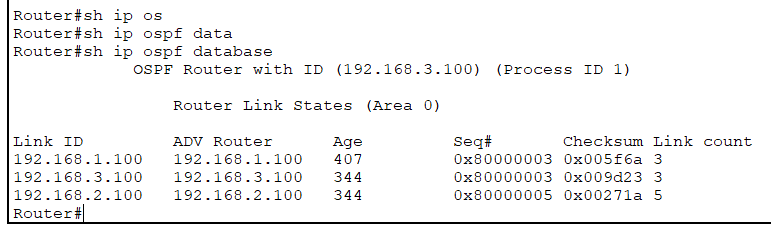 Router#sh ip os
Router#sh ip ospf data
Router#sh ip ospf database
OSPF Router with ID (192.168.3.100) (Process ID 1)
Router Link States (Area 0)
Link ID ADV Router Age Seq# Checksum Link count
192.168.1.100 192.168.1.100 407 0x80000003 0x005f6a 3
192.168.3.100 192.168.3.100 344 0x80000003 0x009d23 3
192.168.2.100 192.168.2.100 344 0x80000005 0x00271a 5
Router#